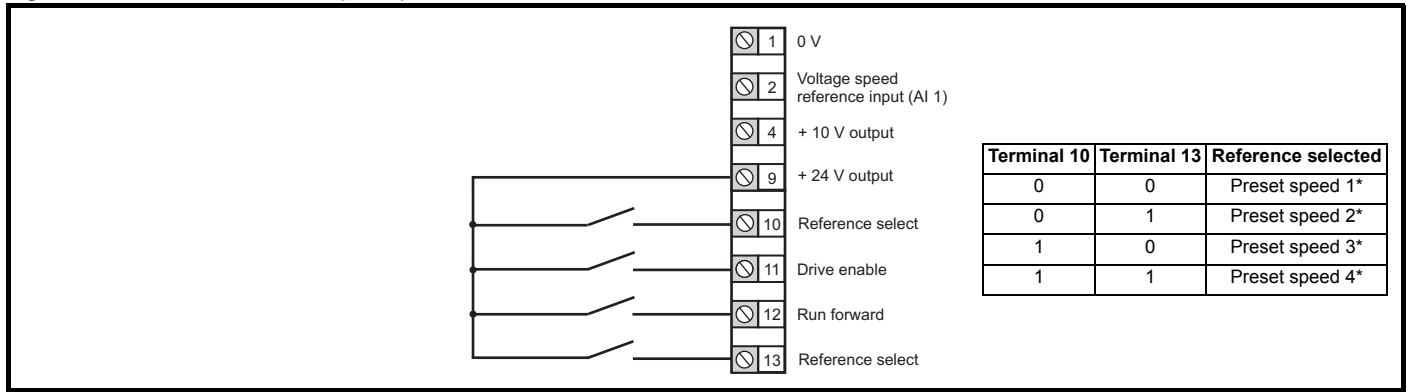 1 0 V
2 Voltage speed
reference input (AI 1)
4 + 10 V output
9 + 24 V output
10 Reference select
11 Drive enable
12 Run forward
13 Reference select
Terminal 10 Terminal 13 Reference selected
0 0 Preset speed 1*
0 1 Preset speed 2*
1 0 Preset speed 3*
1 1 Preset speed 4*